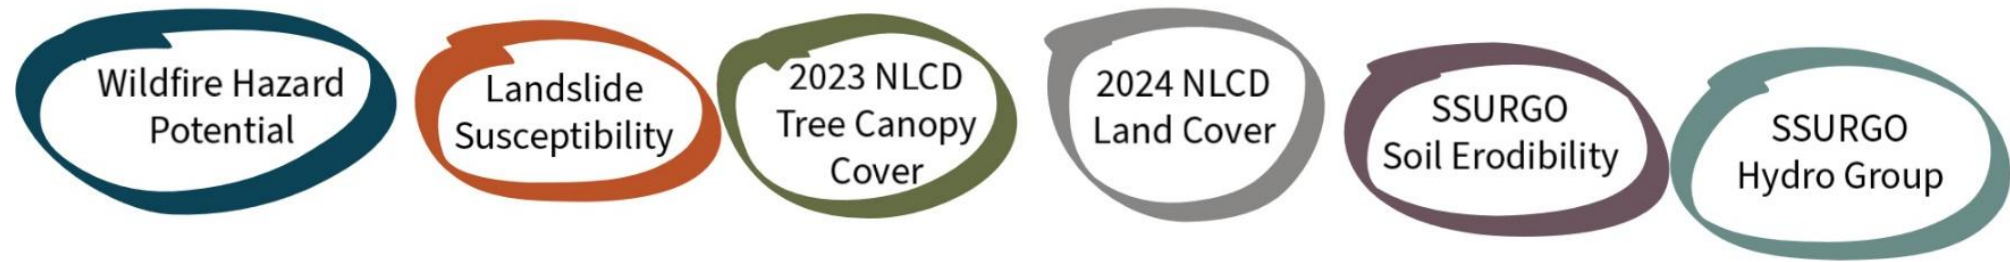 Wildfire Hazard
Potential
Landslide
Susceptibility
2023 NLCD
Tree Canopy
Cover
2024 NLCD
Land Cover
SSURGO
Soil Erodibility
SSURGO
Hydro Group